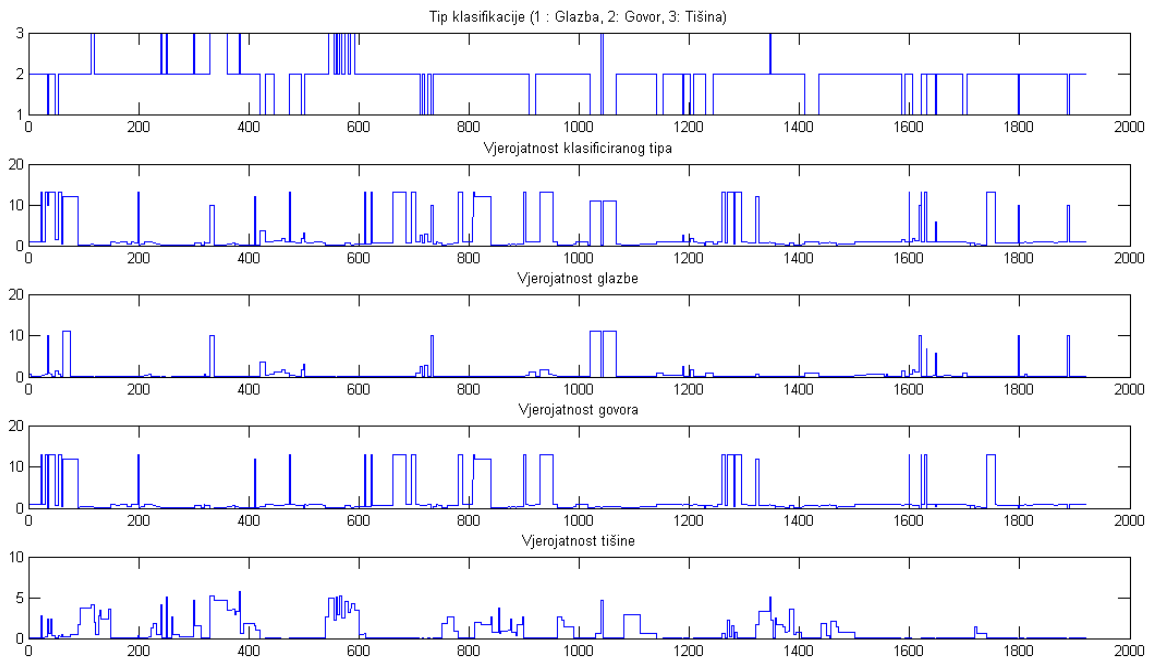 Tip klasifikacije (1 : Glazba, 2: Govor, 3: Tišina)
3
2
1
0 200 400 600 800 1000 1200 1400 1600 1800 2000
Vjerojatnost klasificiranog tipa
20
10
0
0 200 400 600 800 1000 1200 1400 1600 1800 2000
Vjerojatnost glazbe
20
10
0
0 200 400 600 800 1000 1200 1400 1600 1800 2000
Vjerojatnost govora
20
10
0
0 200 400 600 800 1000 1200 1400 1600 1800 2000
Vjerojatnost tišine
10
5
0
0 200 400 600 800 1000 1200 1400 1600 1800 2000